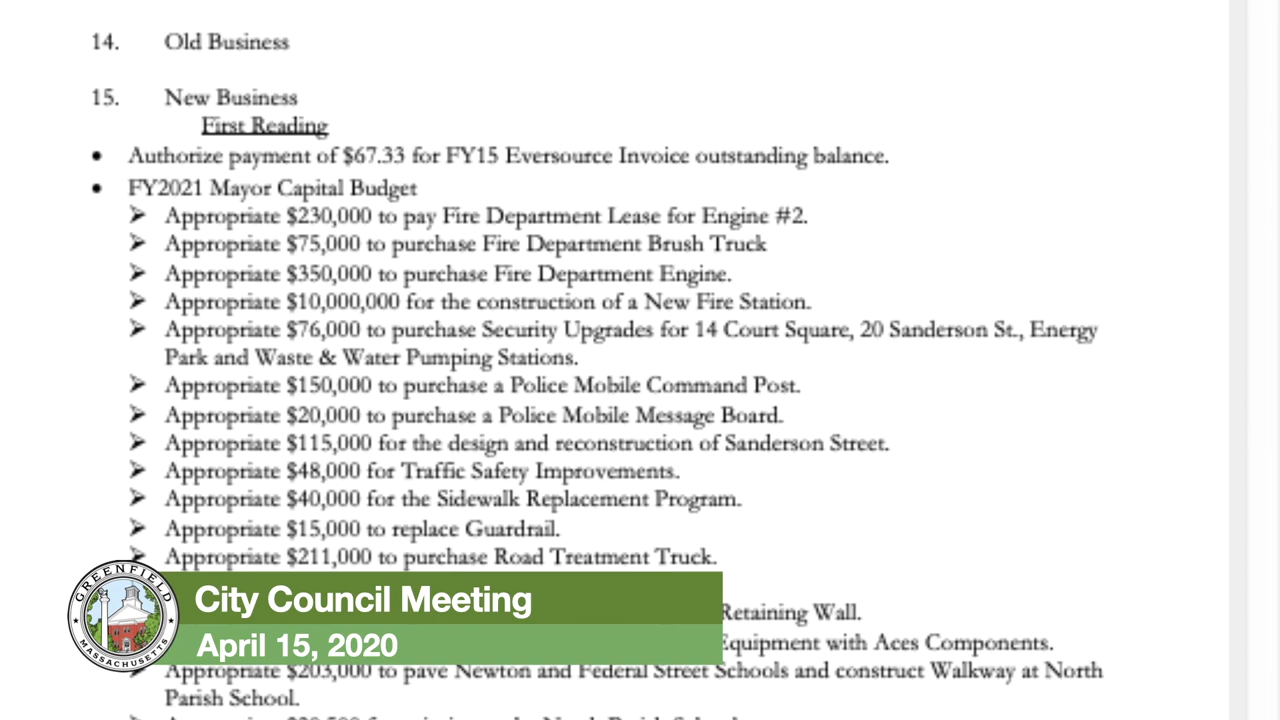 14. Old Business
15. New Business
First Reading
• Authorize payment of $67.33 for FY15 Eversource Invoice outstanding balance.
• FY2021 Mayor Capital Budget
➤ Appropriate $230,000 to pay Fire Department Lease for Engine #2.
➤ Appropriate $75,000 to purchase Fire Department Brush Truck
➤ Appropriate $350,000 to purchase Fire Department Engine.
➤ Appropriate $10,000,000 for the construction of a New Fire Station.
➤ Appropriate $76,000 to purchase Security Upgrades for 14 Court Square, 20 Sanderson St., Energy
Park and Waste & Water Pumping Stations.
➤ Appropriate $150,000 to purchase a Police Mobile Command Post.
➤ Appropriate $20,000 to purchase a Police Mobile Message Board.
➤ Appropriate $115,000 for the design and reconstruction of Sanderson Street.
➤ Appropriate $48,000 for Traffic Safety Improvements.
➤ Appropriate $40,000 for the Sidewalk Replacement Program.
➤ Appropriate $15,000 to replace Guardrail.
➤ Appropriate $211,000 to purchase Road Treatment Truck.
Retaining Wall.
Equipment with Aces Components.
➤ Appropriate $203,000 to pave Newton and Federal Street Schools and construct Walkway at North
Parish School.
GREENFIELD
MASSACHUSETTS
City Council Meeting
April 15, 2020